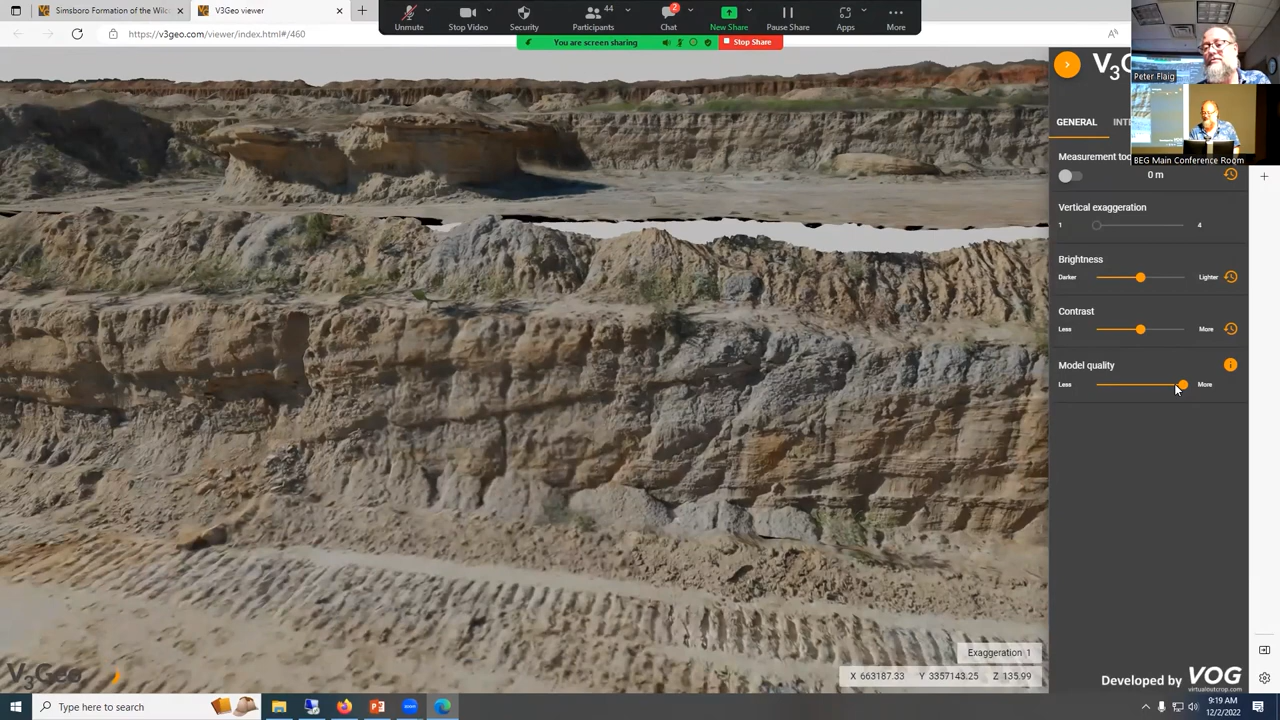 Simsboro Formation of the Wilc
V3Geo viewer
https://v3geo.com/viewer/index.html#/460
Unmute
Stop Video
Security
Participants
44
Chat
2
New Share
Pause Share
Apps
More
You are screen sharing
Stop Share
Peter Flaig
BEG Main Conference Room
V3G
GENERAL
INT
Measurement too
0 m
Vertical exaggeration
1
4
Brightness
Darker
Lighter
Contrast
Less
More
Model quality
Less
More
Exaggeration 1
X 663187.33 Y 3357143.25 Z 135.99
V3Geo
Developed by VOG
virtualoutcrop.com
Type here to search
zoom
9:19 AM
12/2/2022